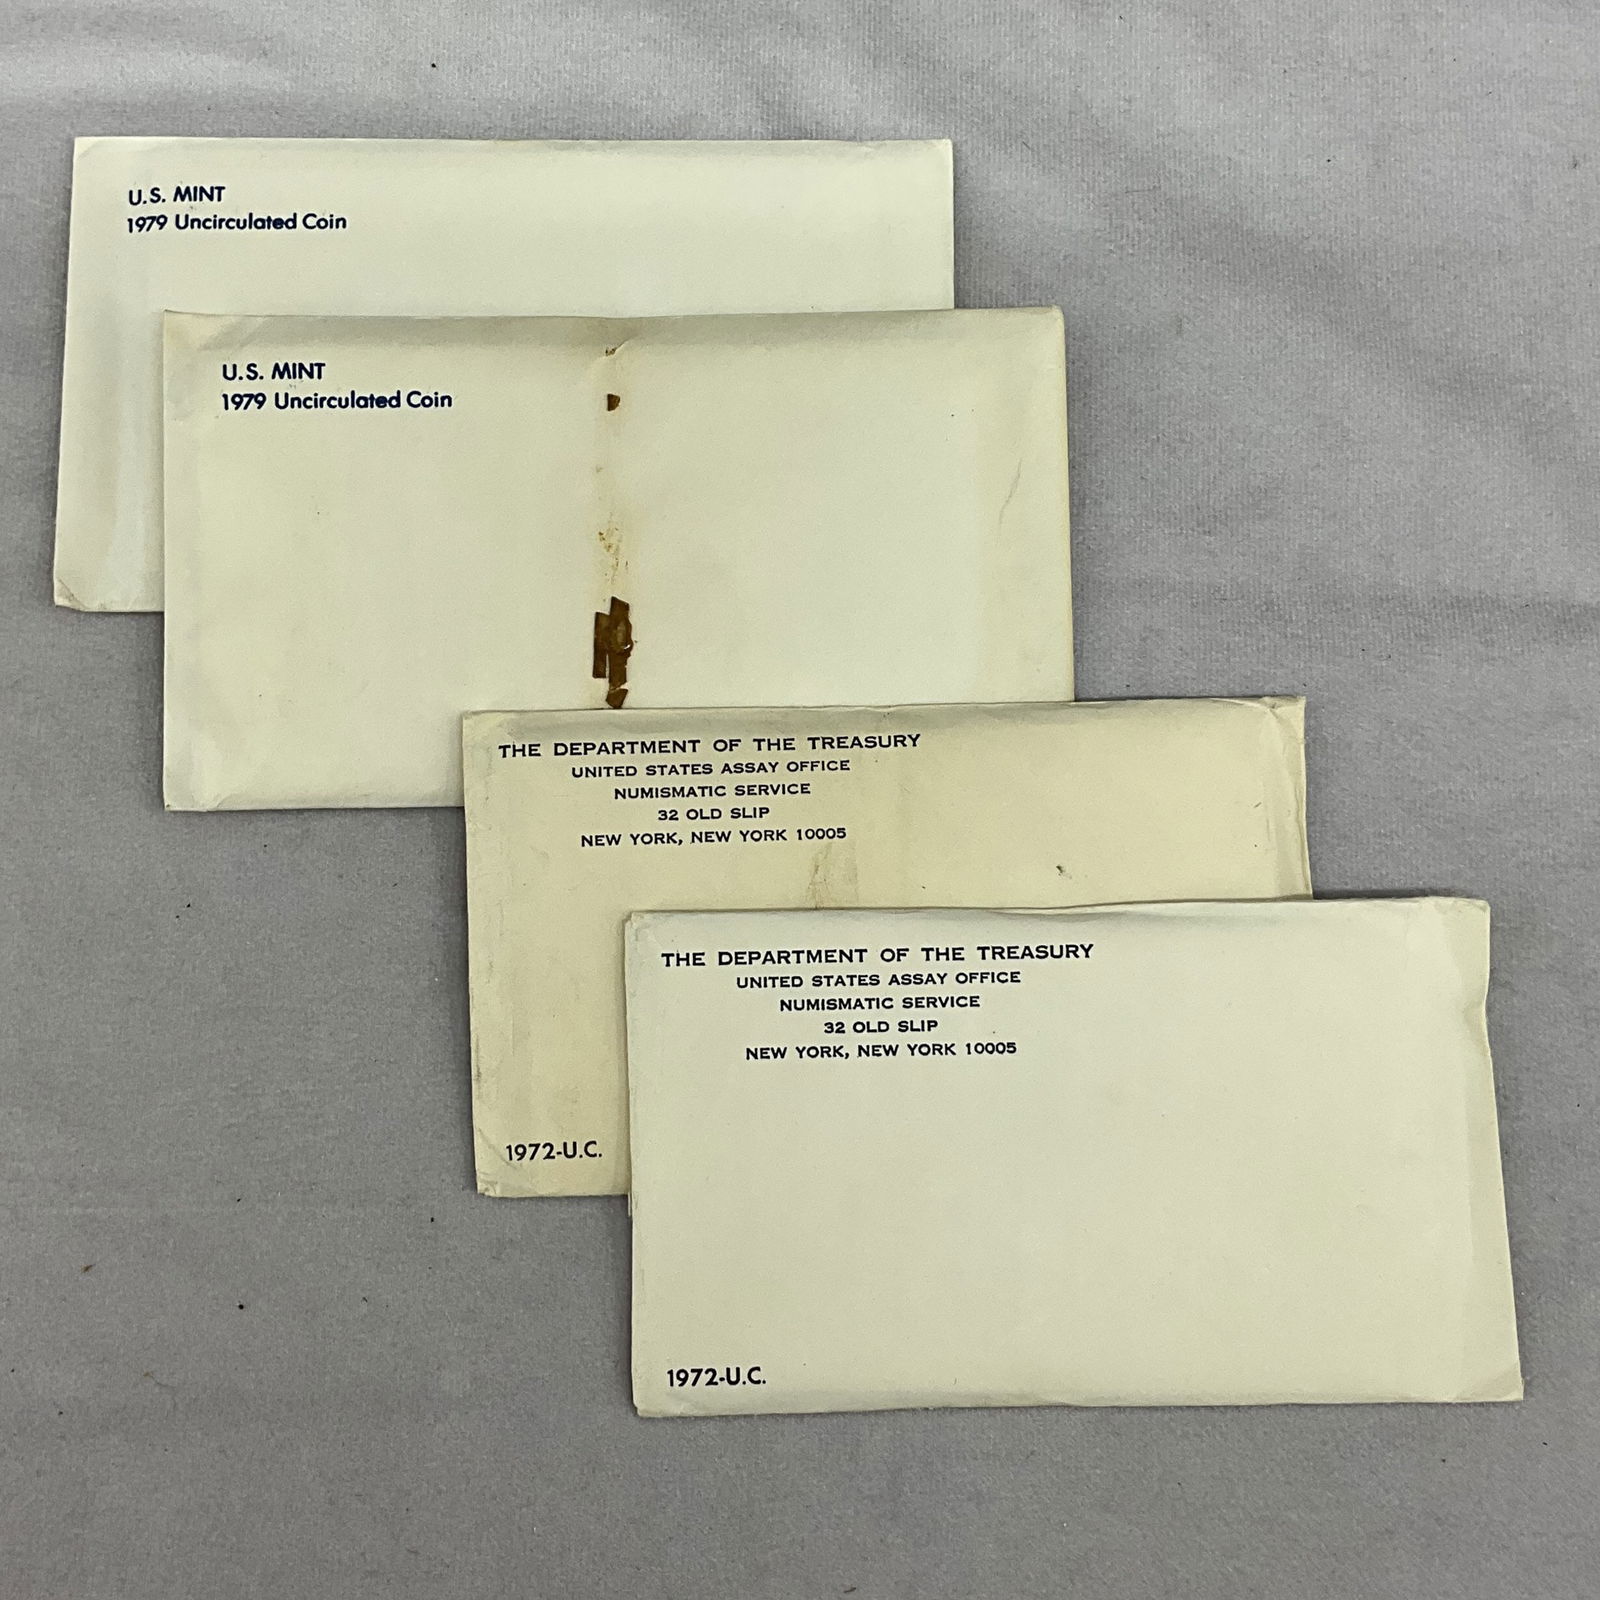 U.S. MINT
1979 Uncirculated Coin
U.S. MINT
1979 Uncirculated Coin
THE DEPARTMENT OF THE TREASURY
UNITED STATES ASSAY OFFICE
NUMISMATIC SERVICE
32 OLD SLIP
NEW YORK, NEW YORK 10005
1972-U.C.
THE DEPARTMENT OF THE TREASURY
UNITED STATES ASSAY OFFICE
NUMISMATIC SERVICE
32 OLD SLIP
NEW YORK, NEW YORK 10005
1972-U.C.